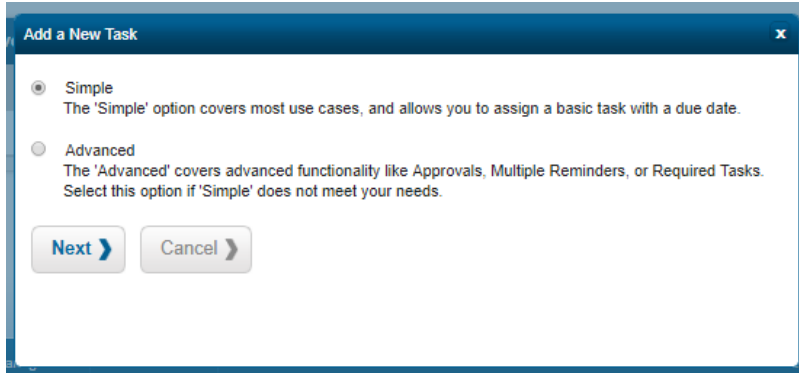 Add a New Task
x
Simple
The 'Simple' option covers most use cases, and allows you to assign a basic task with a due date.
Advanced
The 'Advanced' covers advanced functionality like Approvals, Multiple Reminders, or Required Tasks.
Select this option if 'Simple' does not meet your needs.
Next ❯ Cancel ❯